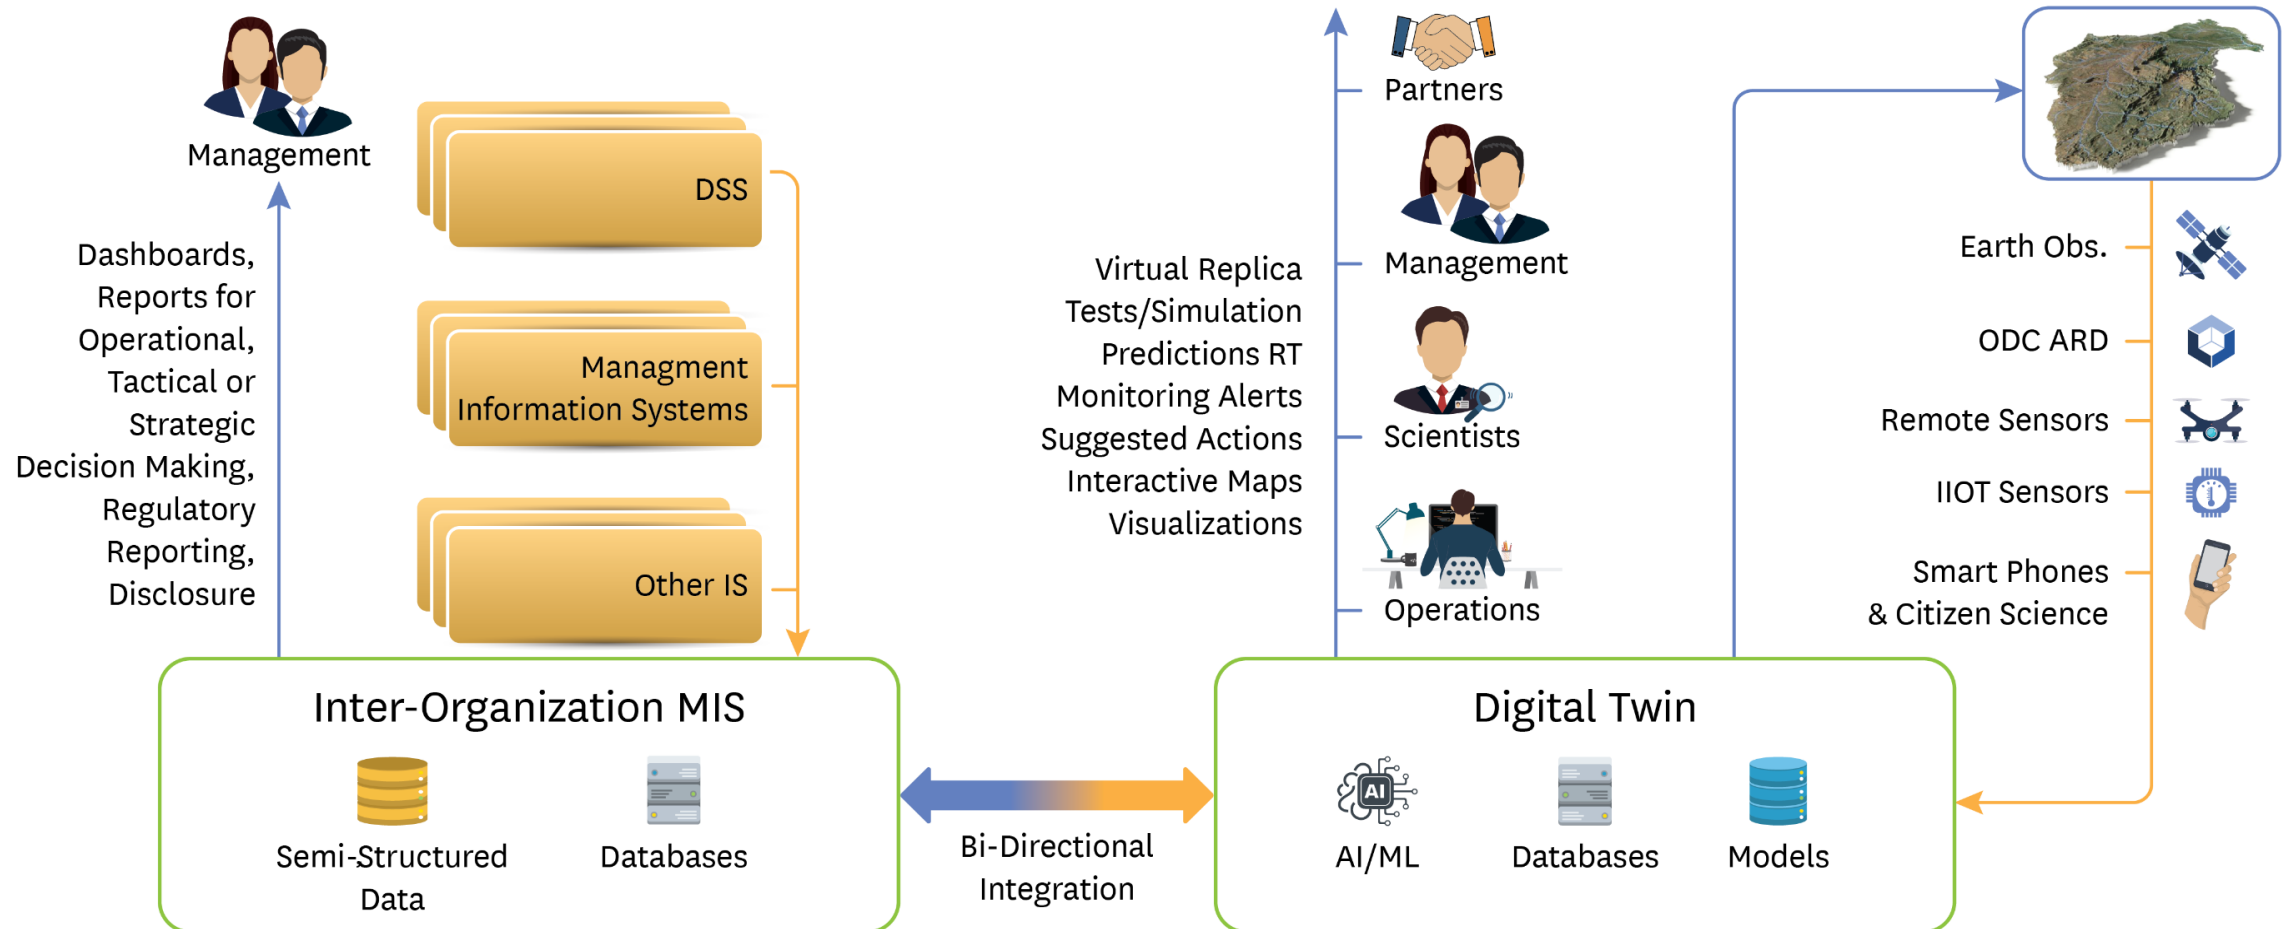 Management
Dashboards,
Reports for
Operational,
Tactical or
Strategic
Decision Making,
Regulatory
Reporting,
Disclosure
DSS
Managment
Information Systems
Other IS
Inter-Organization MIS
Semi-Structured
Data
Databases
Bi-Directional
Integration
Virtual Replica
Tests/Simulation
Predictions RT
Monitoring Alerts
Suggested Actions
Interactive Maps
Visualizations
Partners
Management
Scientists
Operations
Digital Twin
AI
AI/ML
Databases
Models
Earth Obs.
ODC ARD
Remote Sensors
IIOT Sensors
Smart Phones
& Citizen Science